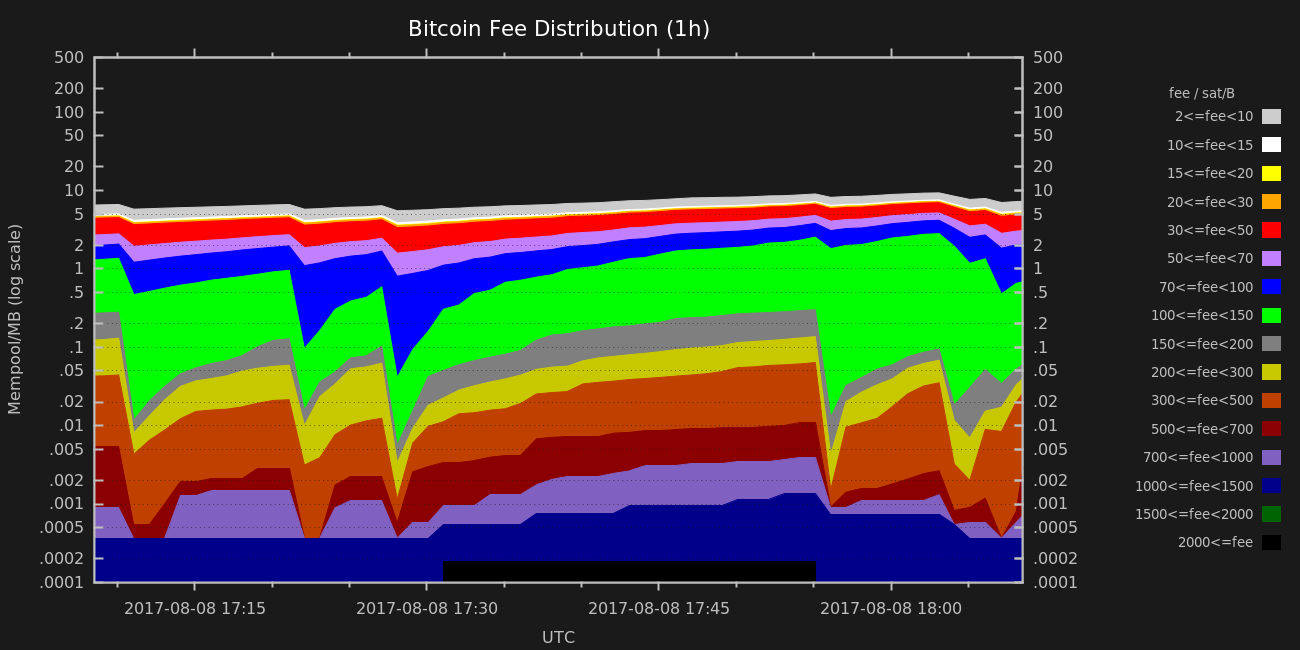 Bitcoin Fee Distribution (1h)
500 500
200 200
100 100
50 50
20 20
10 10
5 5
2 2
1 1
.5 .5
.2 .2
.1 .1
.05 .05
.02 .02
.01 .01
.005 .005
.002 .002
.001 .001
.0005 .0005
.0002 .0002
.0001 .0001
Mempool/MB (log scale)
2017-08-08 17:15 2017-08-08 17:30 2017-08-08 17:45 2017-08-08 18:00
UTC
fee / sat/B
2<=fee<10
10<=fee<15
15<=fee<20
20<=fee<30
30<=fee<50
50<=fee<70
70<=fee<100
100<=fee<150
150<=fee<200
200<=fee<300
300<=fee<500
500<=fee<700
700<=fee<1000
1000<=fee<1500
1500<=fee<2000
2000<=fee